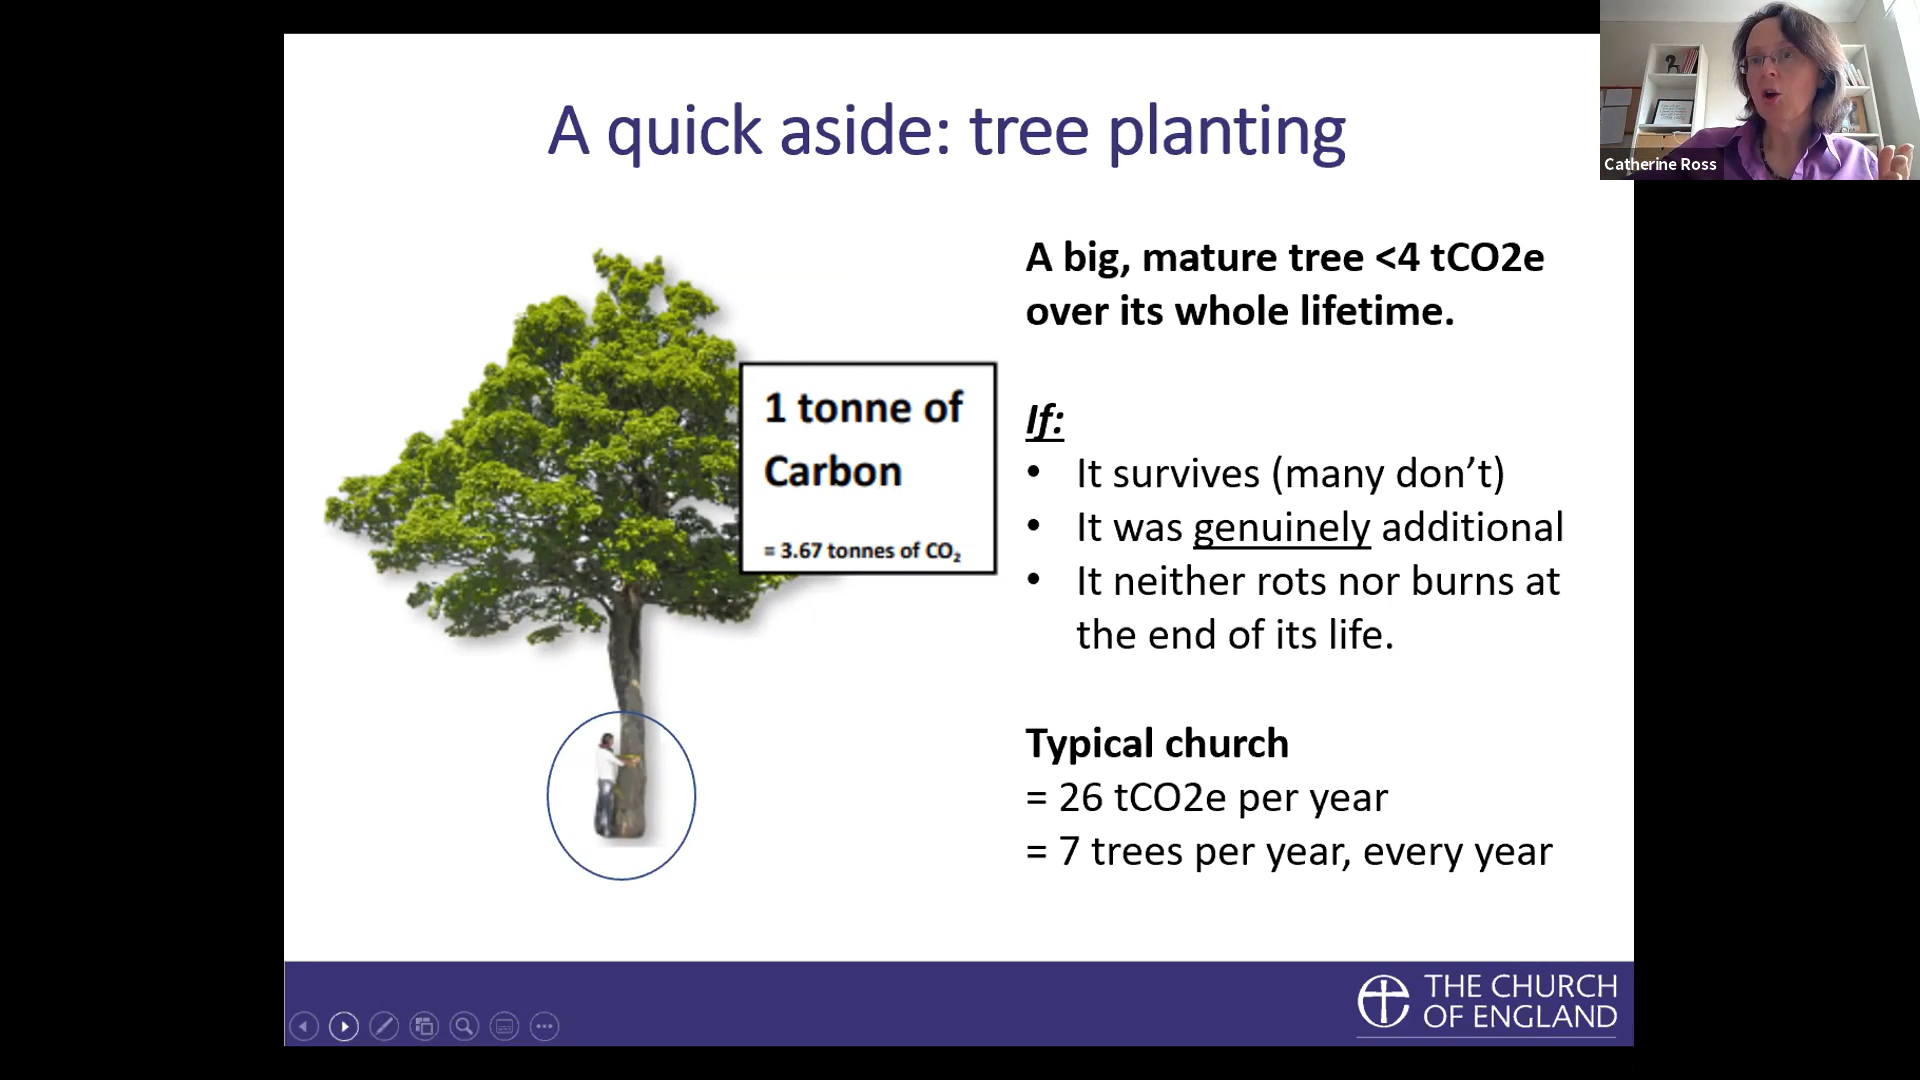 A quick aside: tree planting
Catherine Ross
A big, mature tree <4 tCO2e
over its whole lifetime.
1 tonne of
Carbon
= 3.67 tonnes of CO₂
If:
• It survives (many don’t)
• It was genuinely additional
• It neither rots nor burns at
the end of its life.
Typical church
= 26 tCO2e per year
= 7 trees per year, every year
THE CHURCH
OF ENGLAND